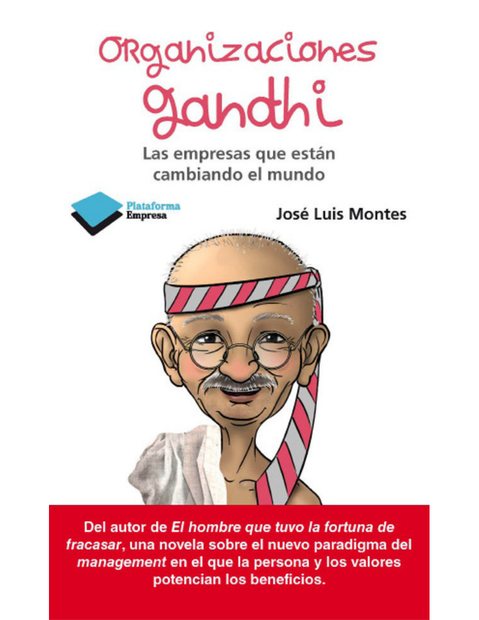 ORganizaciones
gandhi
Las empresas que están
cambiando el mundo
Plataforma
Empresa
José Luis Montes
Del autor de El hombre que tuvo la fortuna de
fracasar, una novela sobre el nuevo paradigma del
management en el que la persona y los valores
potencian los beneficios.